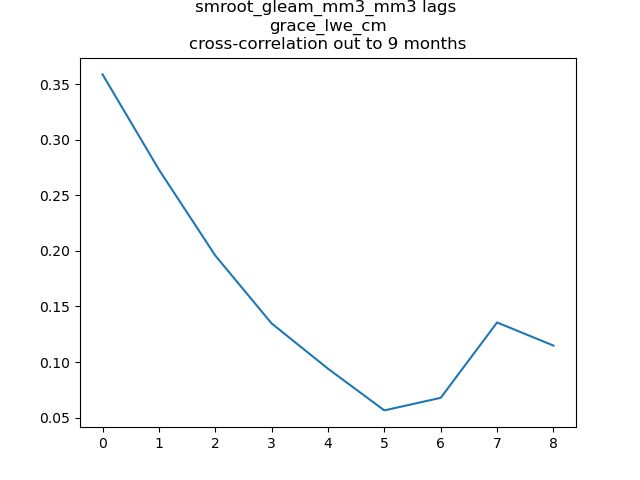 smroot_gleam_mm3_mm3 lags
grace_lwe_cm
cross-correlation out to 9 months
0.35
0.30
0.25
0.20
0.15
0.10
0.05
0 1 2 3 4 5 6 7 8